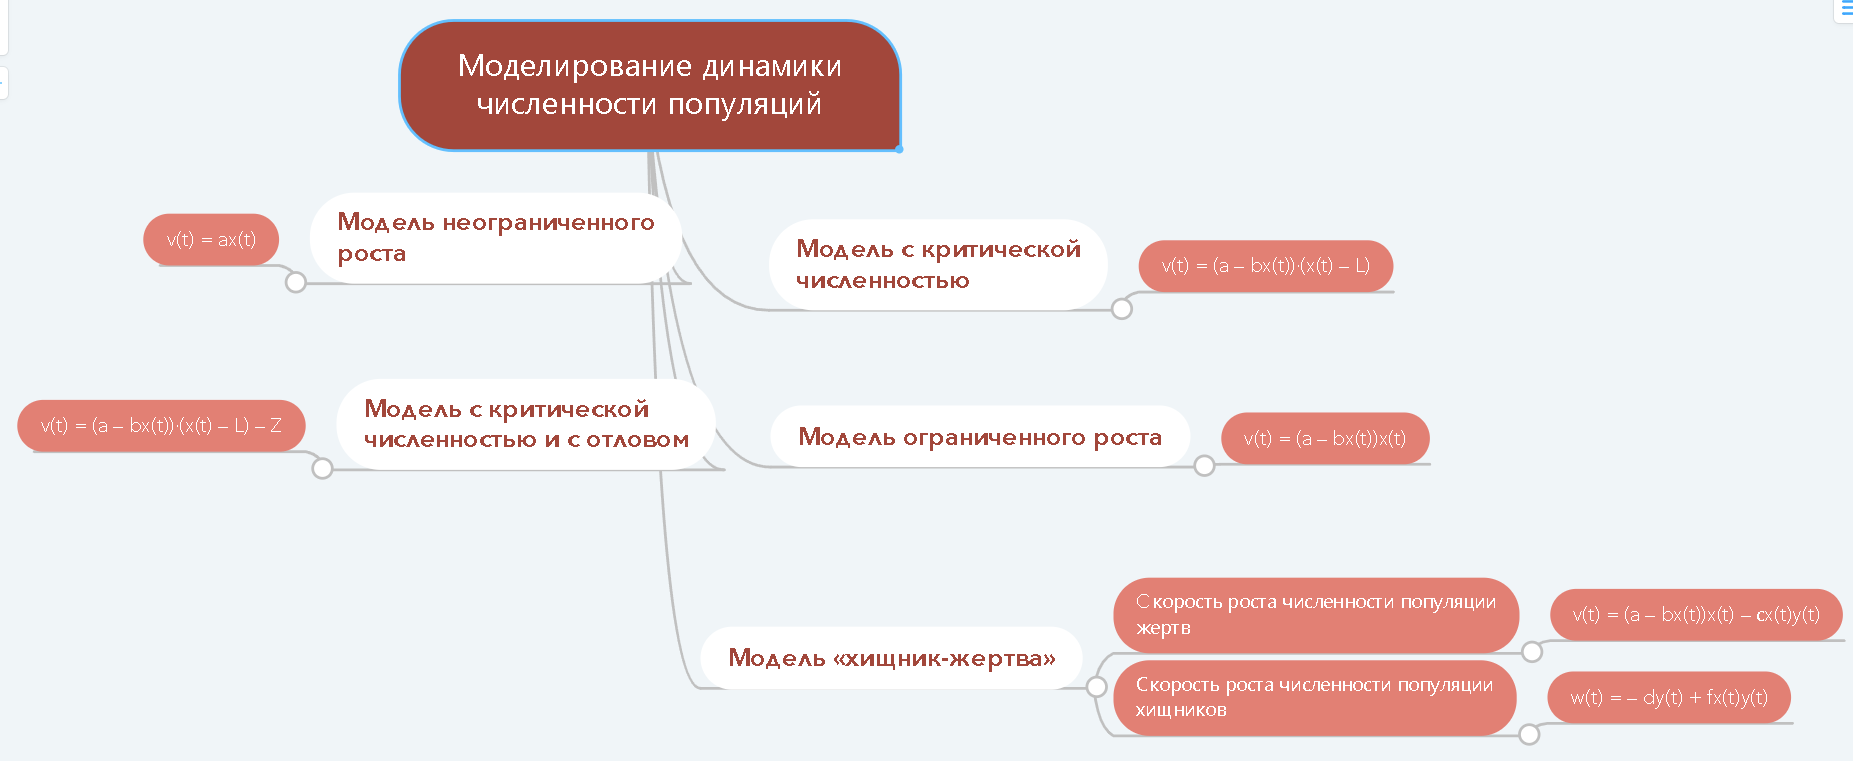 Моделирование динамики
численности популяций
Модель неограниченного
роста
v(t) = ax(t)
Модель с критической
численностью
v(t) = (a – bx(t))·(x(t) – L)
Модель с критической
численностью и с отловом
v(t) = (a – bx(t))·(x(t) – L) – Z
Модель ограниченного роста
v(t) = (a – bx(t))x(t)
Модель «хищник-жертва»
Скорость роста численности популяции
жертв
v(t) = (a – bx(t))x(t) – cx(t)y(t)
Скорость роста численности популяции
хищников
w(t) = – dy(t) + fx(t)y(t)